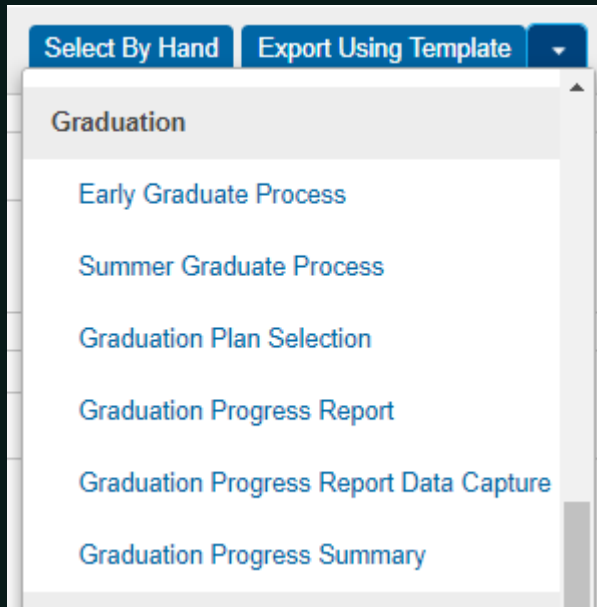 Select By Hand Export Using Template
Graduation
Early Graduate Process
Summer Graduate Process
Graduation Plan Selection
Graduation Progress Report
Graduation Progress Report Data Capture
Graduation Progress Summary